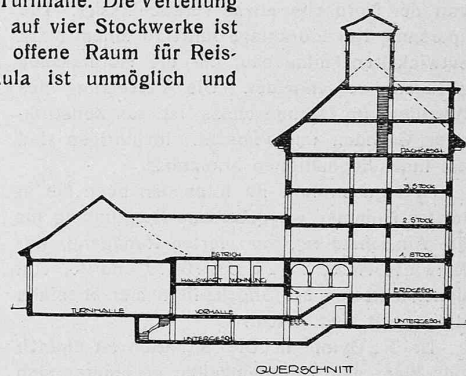 Turnhalle. Die Verteilung
auf vier Stockwerke ist
offene Raum für Reis-
ula ist unmöglich und
DACHGESCH.
3. STOCK
2. STOCK
ESTRICH
1. STOCK
HAUSWART WOHNUNG
ERDGESCH.
TURNHALLE
VORHALLE
UNTERGESCH.
UNTERGESCH.
QUERSCHNITT